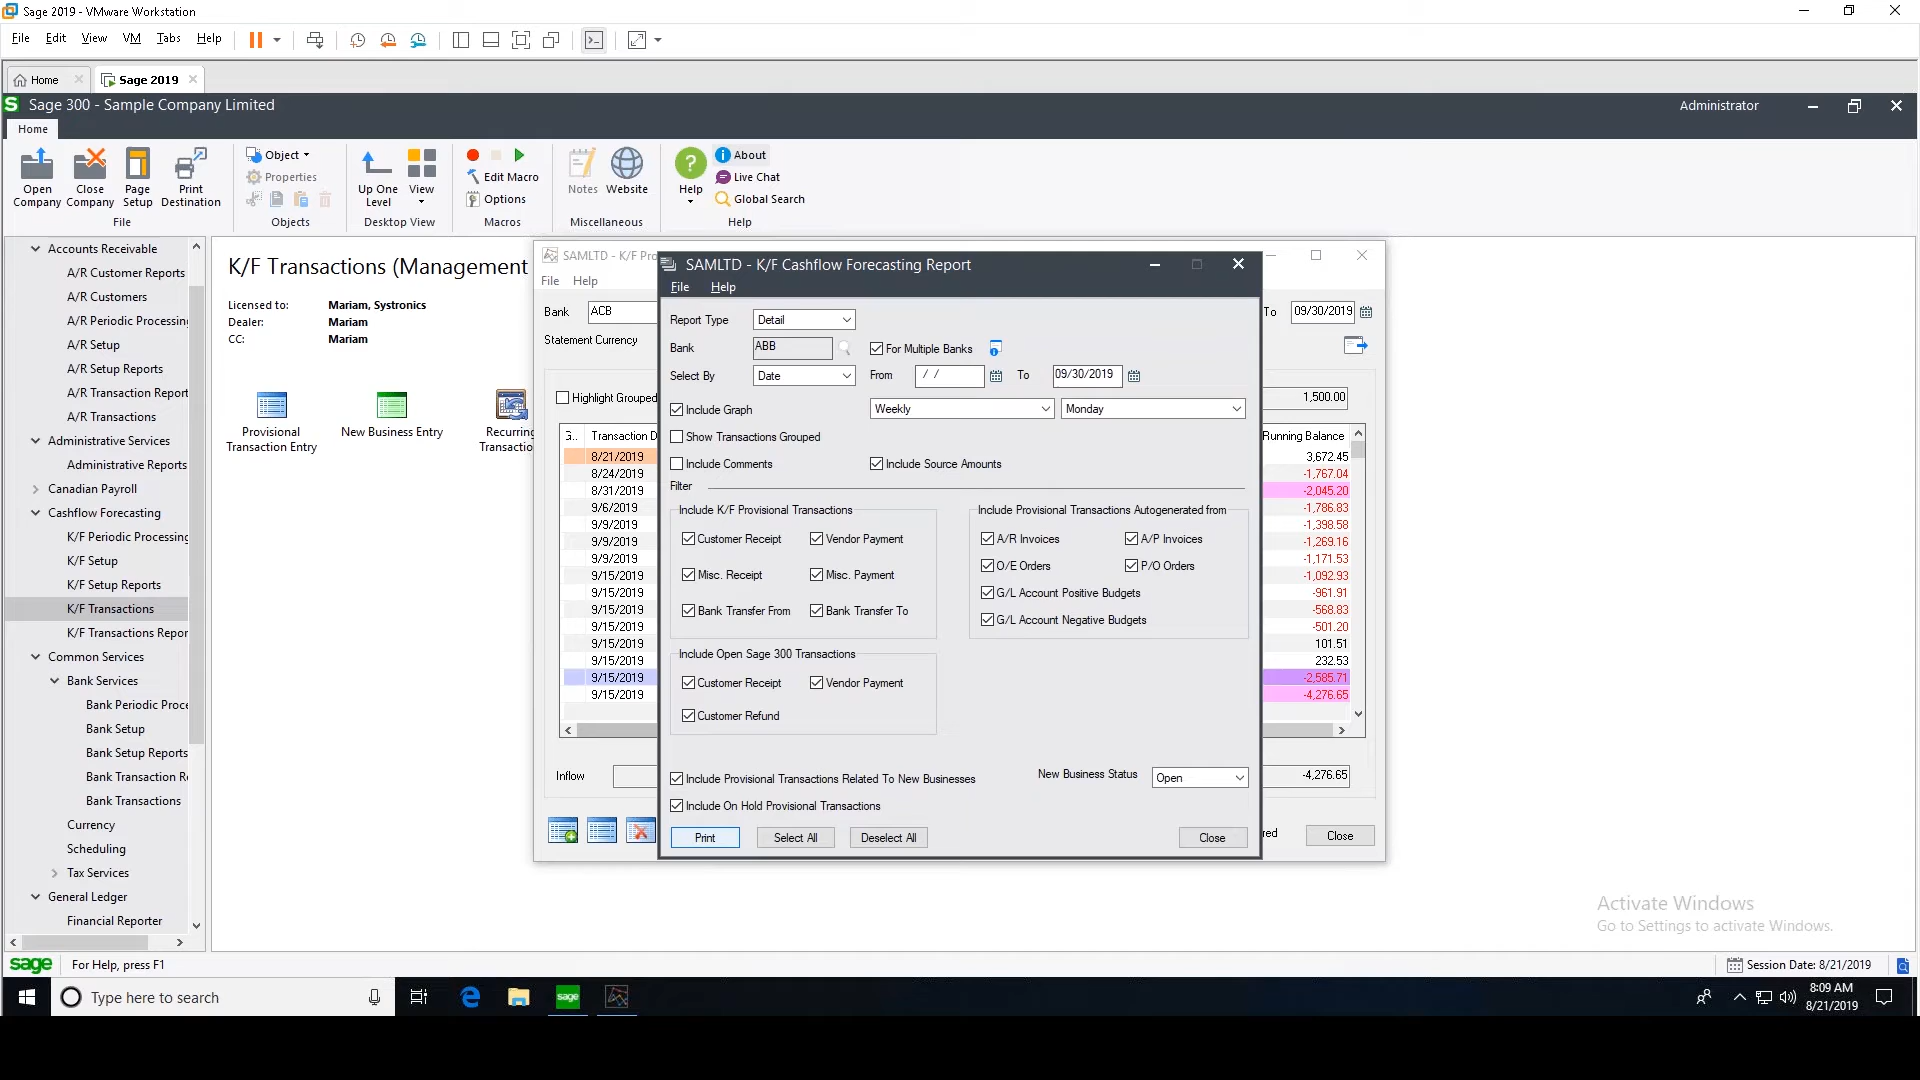 Sage 2019 - VMware Workstation
File Edit View VM Tabs Help
Home Sage 2019
Sage 300 - Sample Company Limited Administrator
Home
Open Company
Close Company
Page Setup
Print Destination
File
Object
Properties
Objects
Up One Level
View
Desktop View
Edit Macro
Options
Macros
Notes
Website
Miscellaneous
Help
About
Live Chat
Global Search
Help
Accounts Receivable
A/R Customer Reports
A/R Customers
A/R Periodic Processing
A/R Setup
A/R Setup Reports
A/R Transaction Report
A/R Transactions
Administrative Services
Administrative Reports
Canadian Payroll
Cashflow Forecasting
K/F Periodic Processing
K/F Setup
K/F Setup Reports
K/F Transactions
K/F Transactions Repor
Common Services
Bank Services
Bank Periodic Proce
Bank Setup
Bank Setup Reports
Bank Transaction Re
Bank Transactions
Currency
Scheduling
Tax Services
General Ledger
Financial Reporter
K/F Transactions (Management
Licensed to: Mariam, Systronics
Dealer: Mariam
CC: Mariam
Provisional Transaction Entry
New Business Entry
Recurrin
Transactio
SAMLTD - K/F Pro
File Help
Bank ACB
Statement Currency
To 09/30/2019
Highlight Grouped
1,500.00
G.. Transaction D Running Balance
8/21/2019 3,672.45
8/24/2019 -1,767.04
8/31/2019 -2,045.20
9/6/2019 -1,786.83
9/9/2019 -1,398.58
9/9/2019 -1,269.16
9/9/2019 -1,171.53
9/15/2019 -1,092.93
9/15/2019 -961.91
9/15/2019 -568.83
9/15/2019 -501.20
9/15/2019 101.51
9/15/2019 232.53
9/15/2019 -2,585.71
9/15/2019 -4,276.65
Inflow -4,276.65
red Close
SAMLTD - K/F Cashflow Forecasting Report
File Help
Report Type Detail
Bank ABB For Multiple Banks
Select By Date From / / To 09/30/2019
Include Graph Weekly Monday
Show Transactions Grouped
Include Comments Include Source Amounts
Filter
Include K/F Provisional Transactions
Customer Receipt Vendor Payment
Misc. Receipt Misc. Payment
Bank Transfer From Bank Transfer To
Include Provisional Transactions Autogenerated from
A/R Invoices A/P Invoices
O/E Orders P/O Orders
G/L Account Positive Budgets
G/L Account Negative Budgets
Include Open Sage 300 Transactions
Customer Receipt Vendor Payment
Customer Refund
Include Provisional Transactions Related To New Businesses New Business Status Open
Include On Hold Provisional Transactions
Print Select All Deselect All Close
Activate Windows
Go to Settings to activate Windows.
sage For Help, press F1 Session Date: 8/21/2019
Type here to search
sage
8:09 AM
8/21/2019